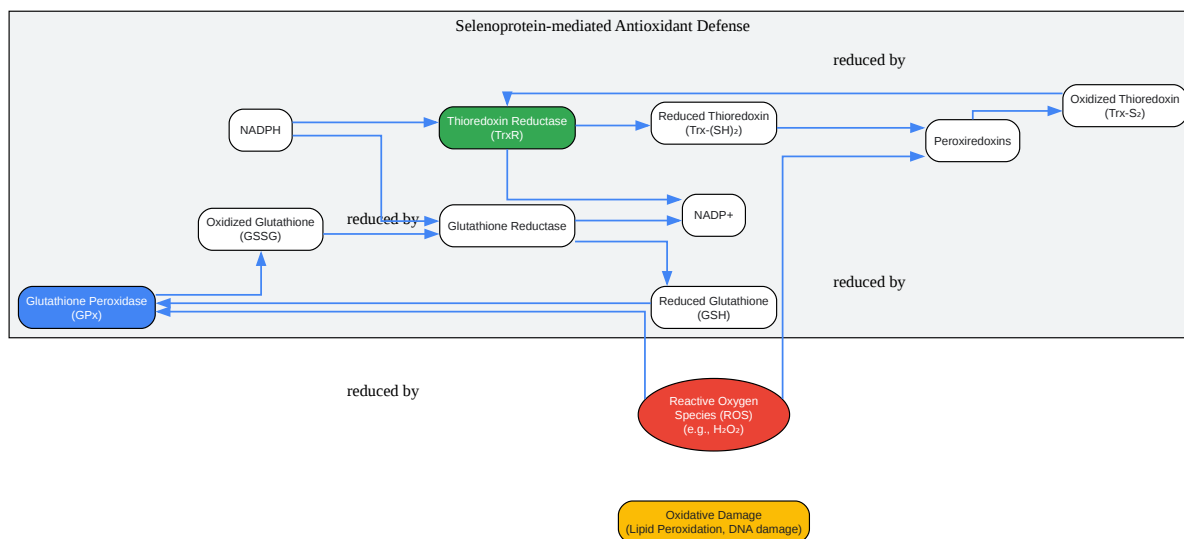 Selenoprotein-mediated Antioxidant Defense
reduced by
Oxidized Thioredoxin
(Trx-S₂)
NADPH
Thioredoxin Reductase
(TrxR)
Reduced Thioredoxin
(Trx-(SH)₂)
Peroxiredoxins
Oxidized Glutathione
(GSSG)
reduced by
Glutathione Reductase
NADP+
Glutathione Peroxidase
(GPx)
Reduced Glutathione
(GSH)
reduced by
reduced by
Reactive Oxygen
Species (ROS)
(e.g., H₂O₂)
Oxidative Damage
(Lipid Peroxidation, DNA damage)